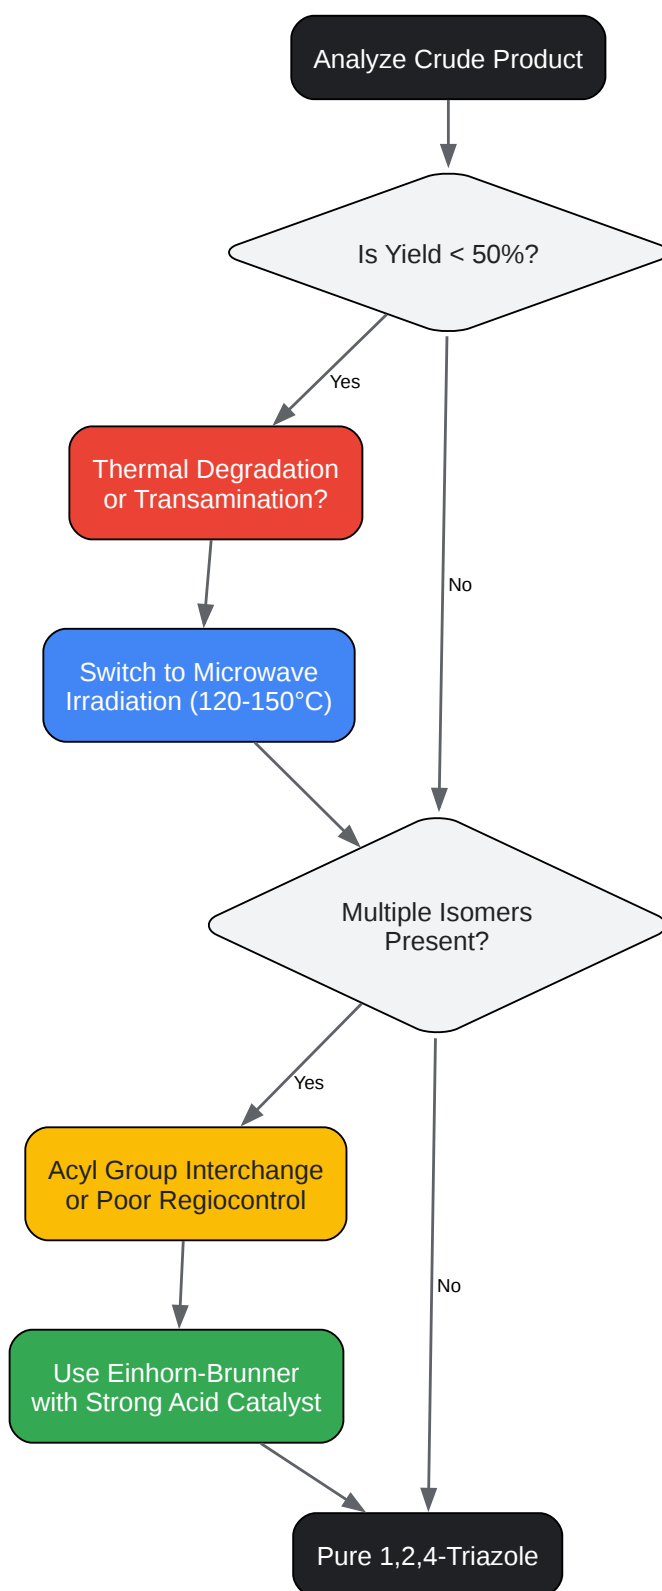 Analyze Crude Product
Is Yield < 50%?
Yes
Thermal Degradation
or Transamination?
No
Switch to Microwave
Irradiation (120-150°C)
Multiple Isomers
Present?
Yes
Acyl Group Interchange
or Poor Regiocontrol
No
Use Einhorn-Brunner
with Strong Acid Catalyst
Pure 1,2,4-Triazole